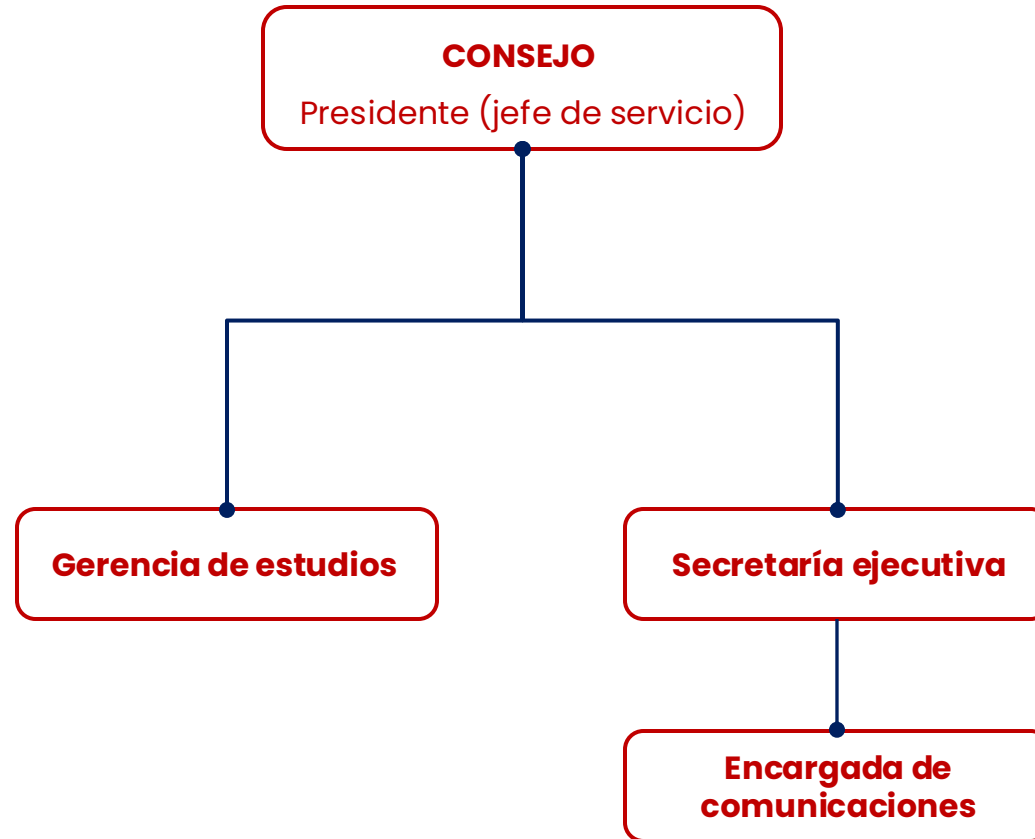 CONSEJO
Presidente (jefe de servicio)
Gerencia de estudios
Secretaría ejecutiva
Encargada de
comunicaciones